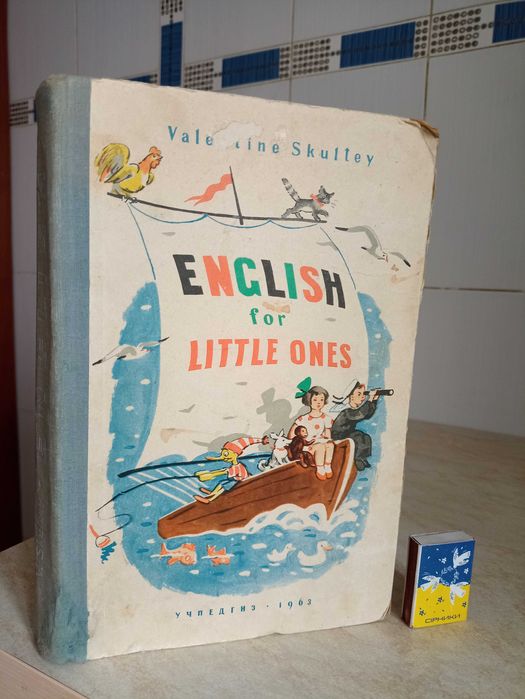 Valentine Skultey
ENGLISH
for
LITTLE ONES
УЧПЕДГИЗ · 1963
СІРНИКИ